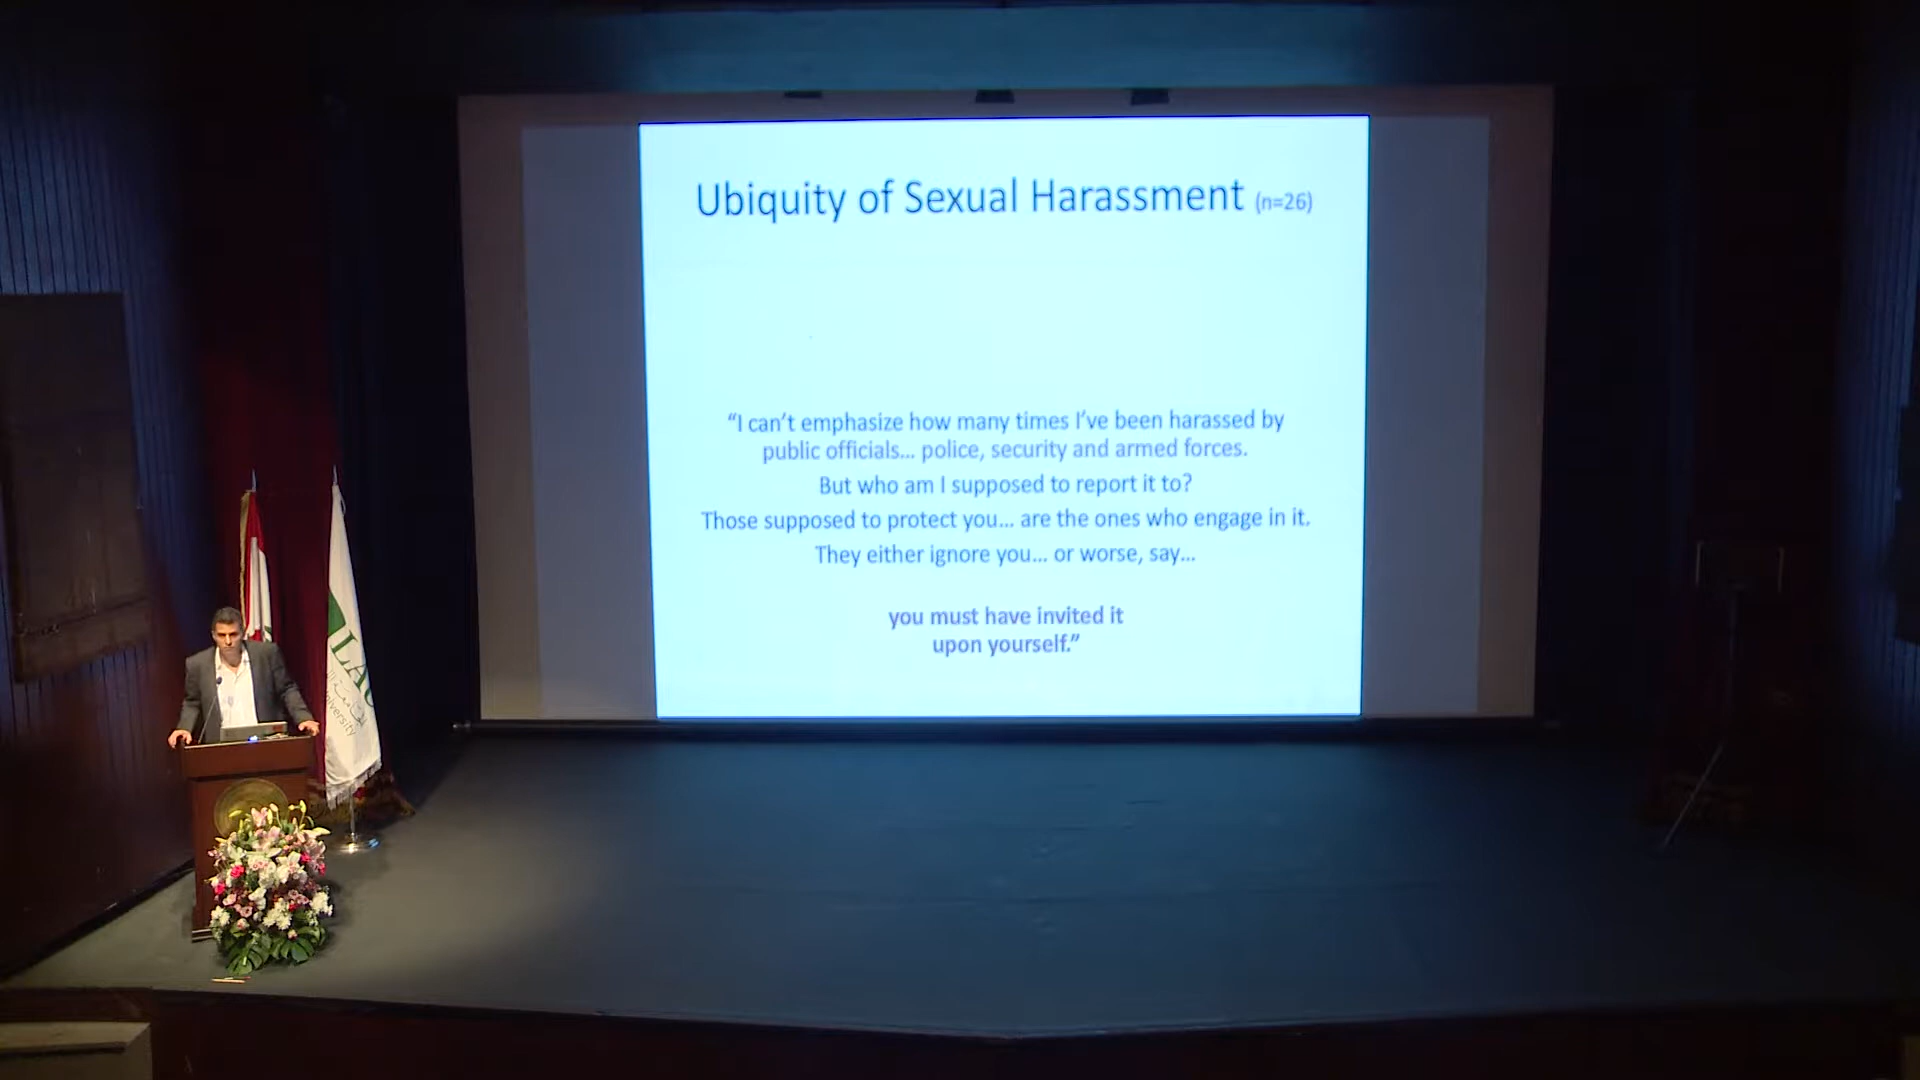 Ubiquity of Sexual Harassment (n=26)
“I can’t emphasize how many times I’ve been harassed by
public officials... police, security and armed forces.
But who am I supposed to report it to?
Those supposed to protect you... are the ones who engage in it.
They either ignore you... or worse, say...
you must have invited it
upon yourself.”
LAU